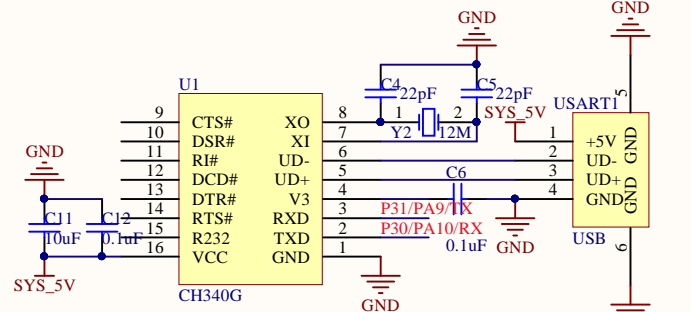 GND
GND
U1
C4
22pF
C5
22pF
SYS_5V
USART1
5
9 CTS# XO 8 1 2
10 DSR# XI 7 Y2 12M 1 +5V GND
11 RI# UD- 6 2 UD-
GND
12 DCD# UD+ 5 C6 3 UD+
13 DTR# V3 4 4 GND GND
C11 C12 14 RTS# RXD 3 P31/PA9/TX
10uF 0.1uF 15 R232 TXD 2 P30/PA10/RX
0.1uF
GND
USB
6
16 VCC GND 1
SYS_5V
CH340G
GND